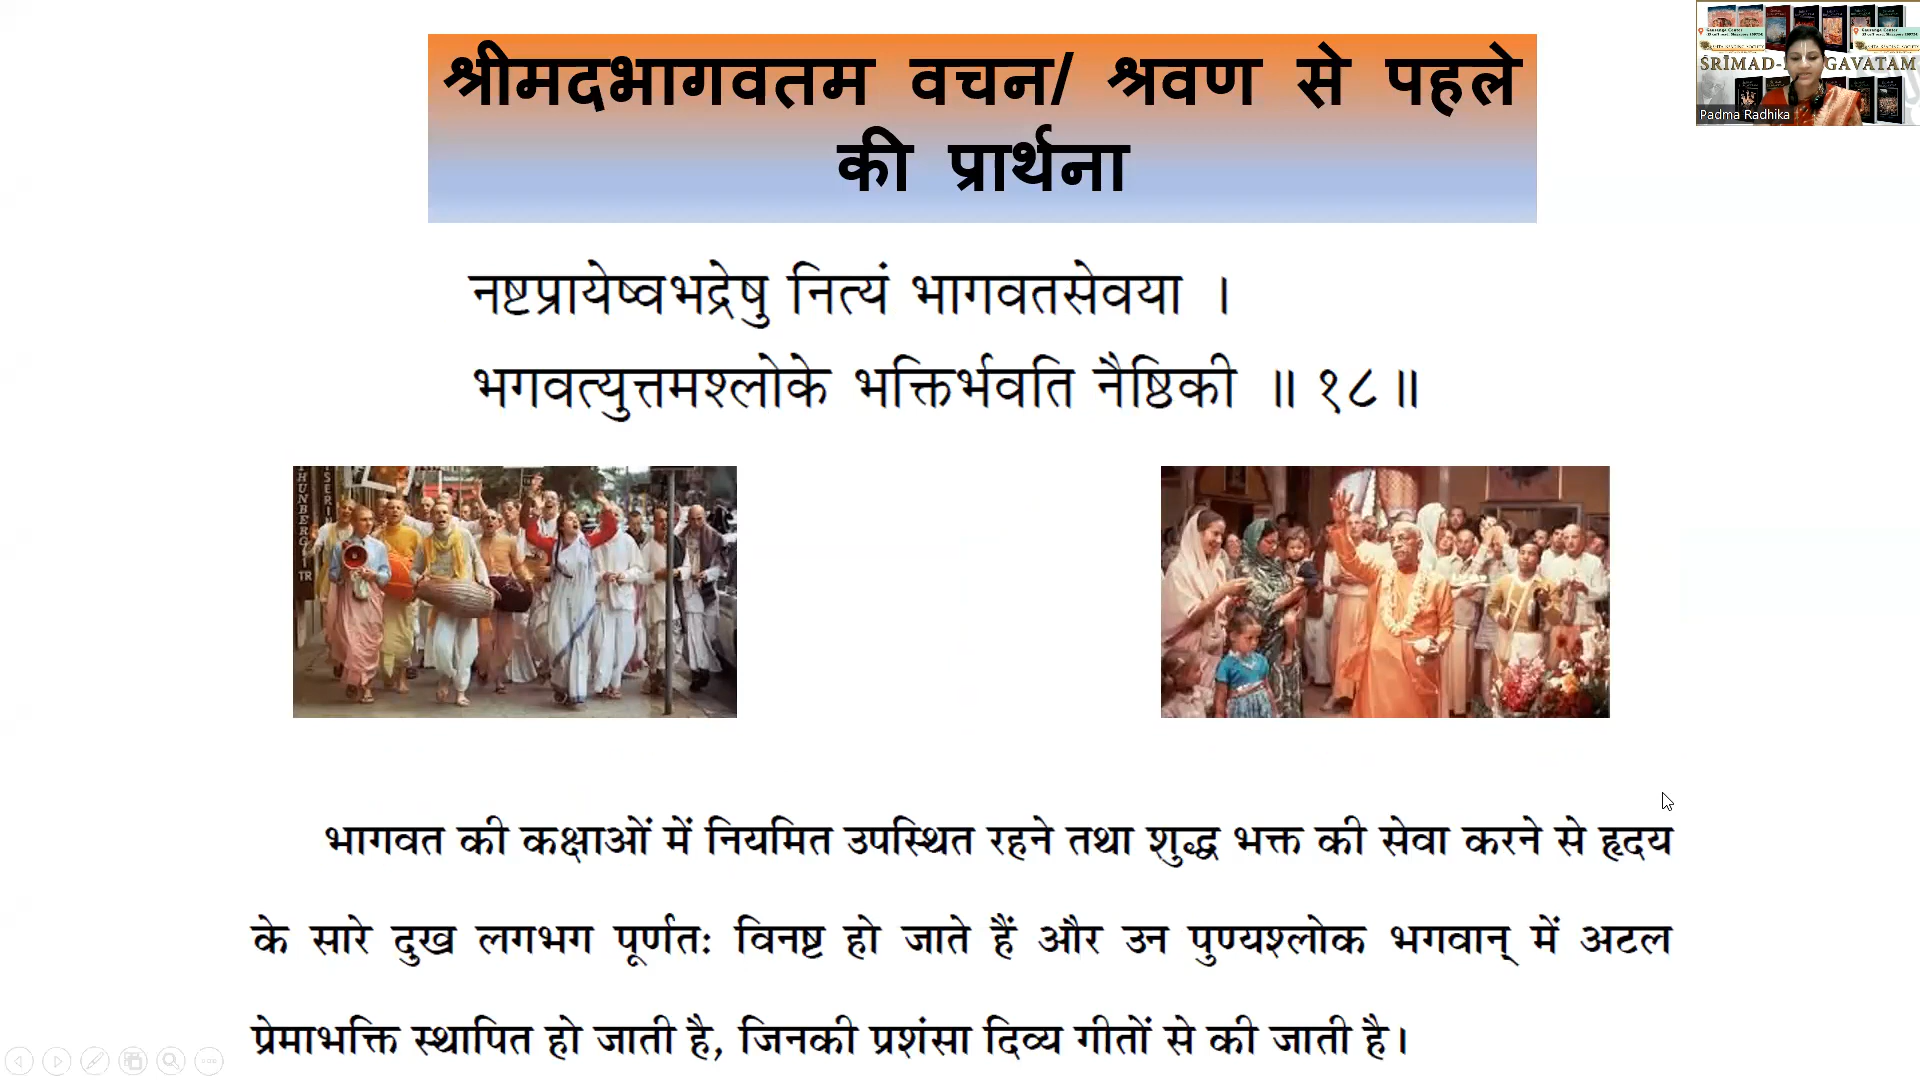 श्रीमदभागवतम वचन/ श्रवण से पहले
की प्रार्थना
नष्टप्रायेष्वभद्रेषु नित्यं भागवतसेवया ।
भगवत्युत्तमश्लोके भक्तिर्भवति नैष्ठिकी ॥ १८॥
भागवत की कक्षाओं में नियमित उपस्थित रहने तथा शुद्ध भक्त की सेवा करने से हृदय
के सारे दुख लगभग पूर्णतः विनष्ट हो जाते हैं और उन पुण्यश्लोक भगवान् में अटल
प्रेमाभक्ति स्थापित हो जाती है, जिनकी प्रशंसा दिव्य गीतों से की जाती है।
ŚRĪMAD- GAVATAM
Padma Radhika